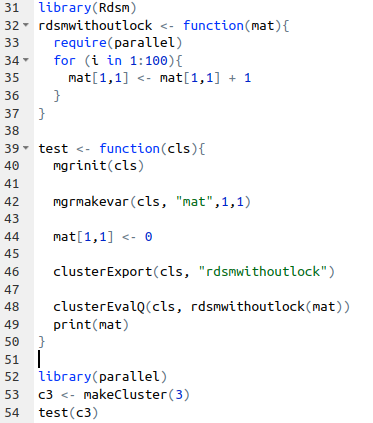 31 library(Rdsm)
32 rdsmwithoutlock <- function(mat){
33   require(parallel)
34   for (i in 1:100){
35     mat[1,1] <- mat[1,1] + 1
36   }
37 }
38
39 test <- function(cls){
40   mgrinit(cls)
41
42   mgrmakevar(cls, "mat",1,1)
43
44   mat[1,1] <- 0
45
46   clusterExport(cls, "rdsmwithoutlock")
47
48   clusterEvalQ(cls, rdsmwithoutlock(mat))
49   print(mat)
50 }
51
52 library(parallel)
53 c3 <- makeCluster(3)
54 test(c3)